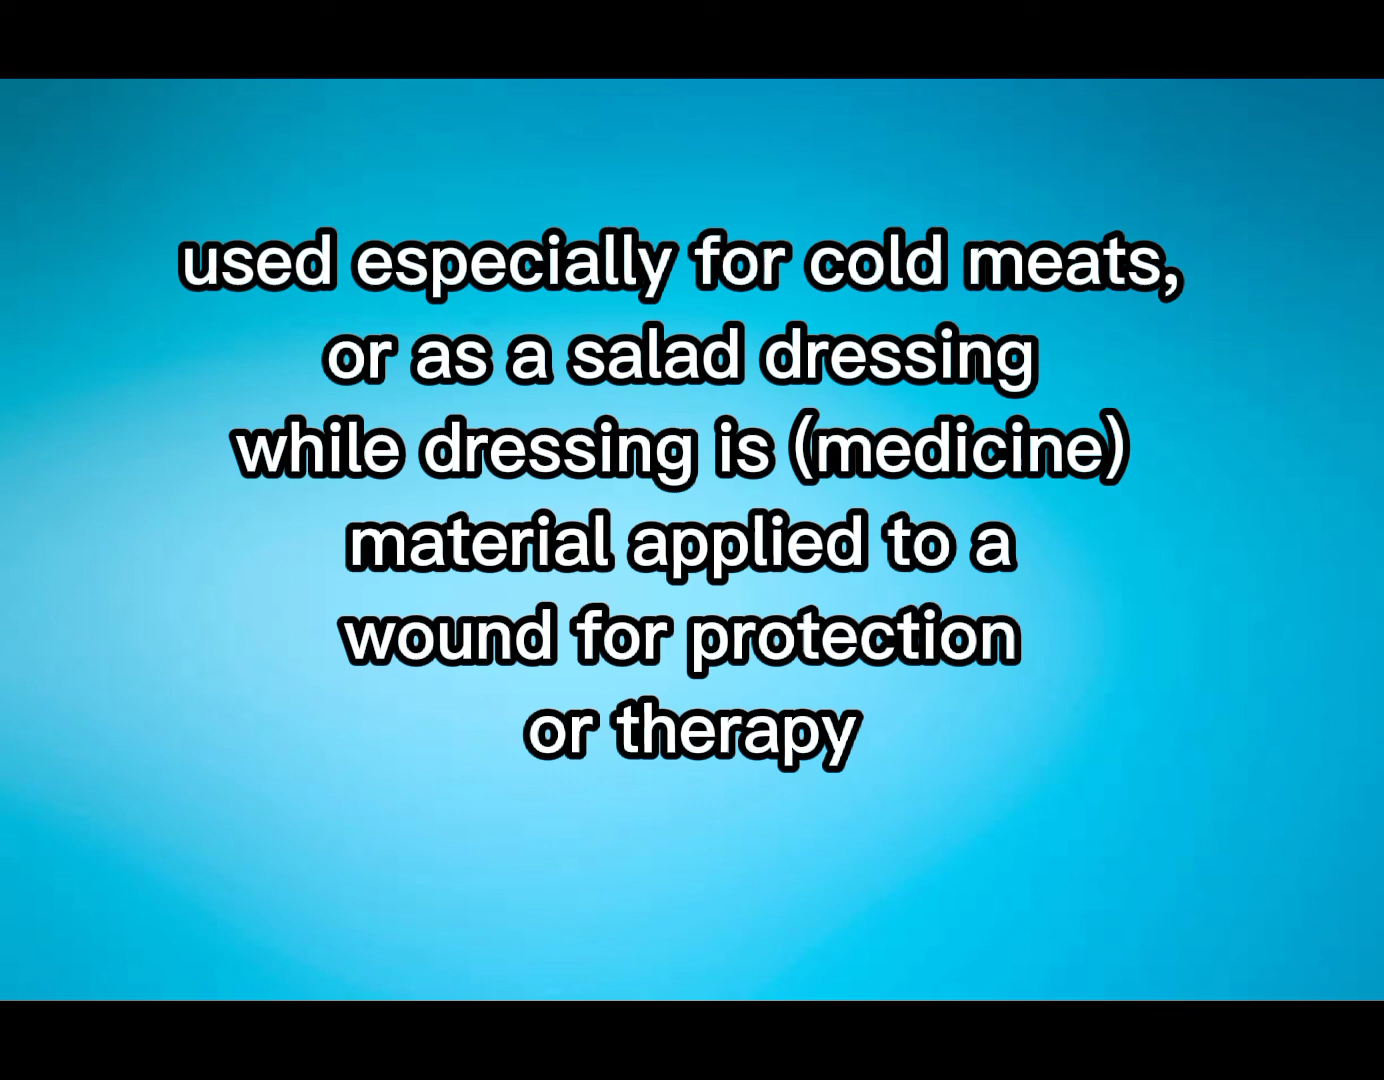 used especially for cold meats,
or as a salad dressing
while dressing is (medicine)
material applied to a
wound for protection
or therapy